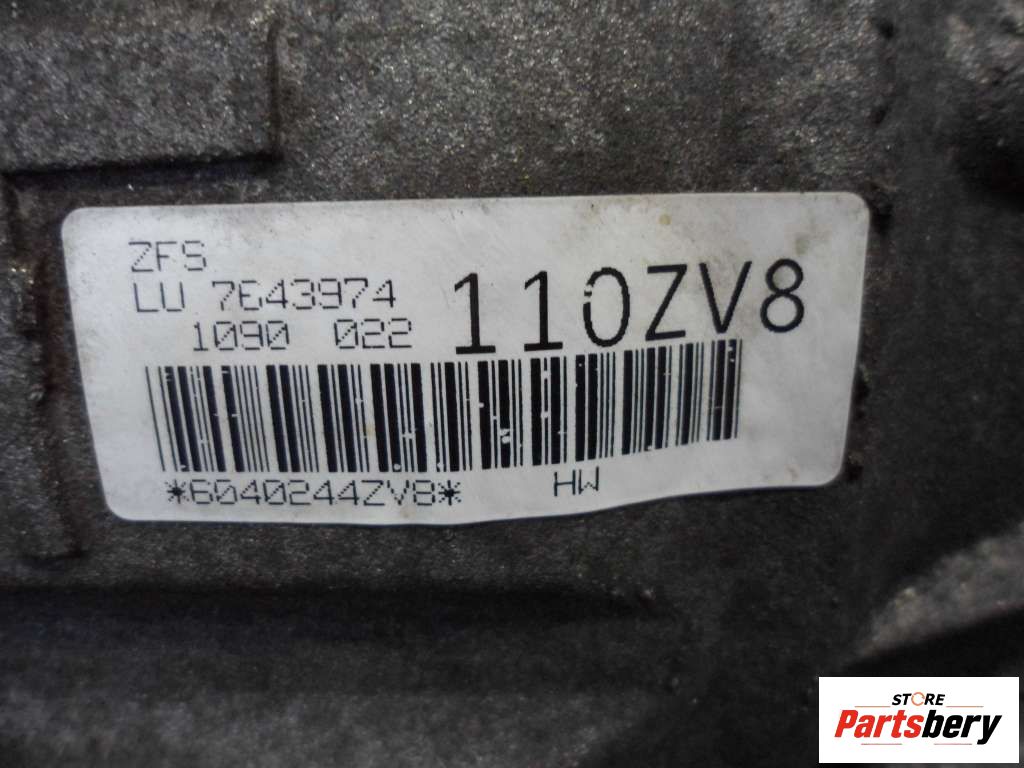 ZFS
LU 7643974
1090 022
110ZV8
*6040244ZV8*
HW
STORE
Partsbery